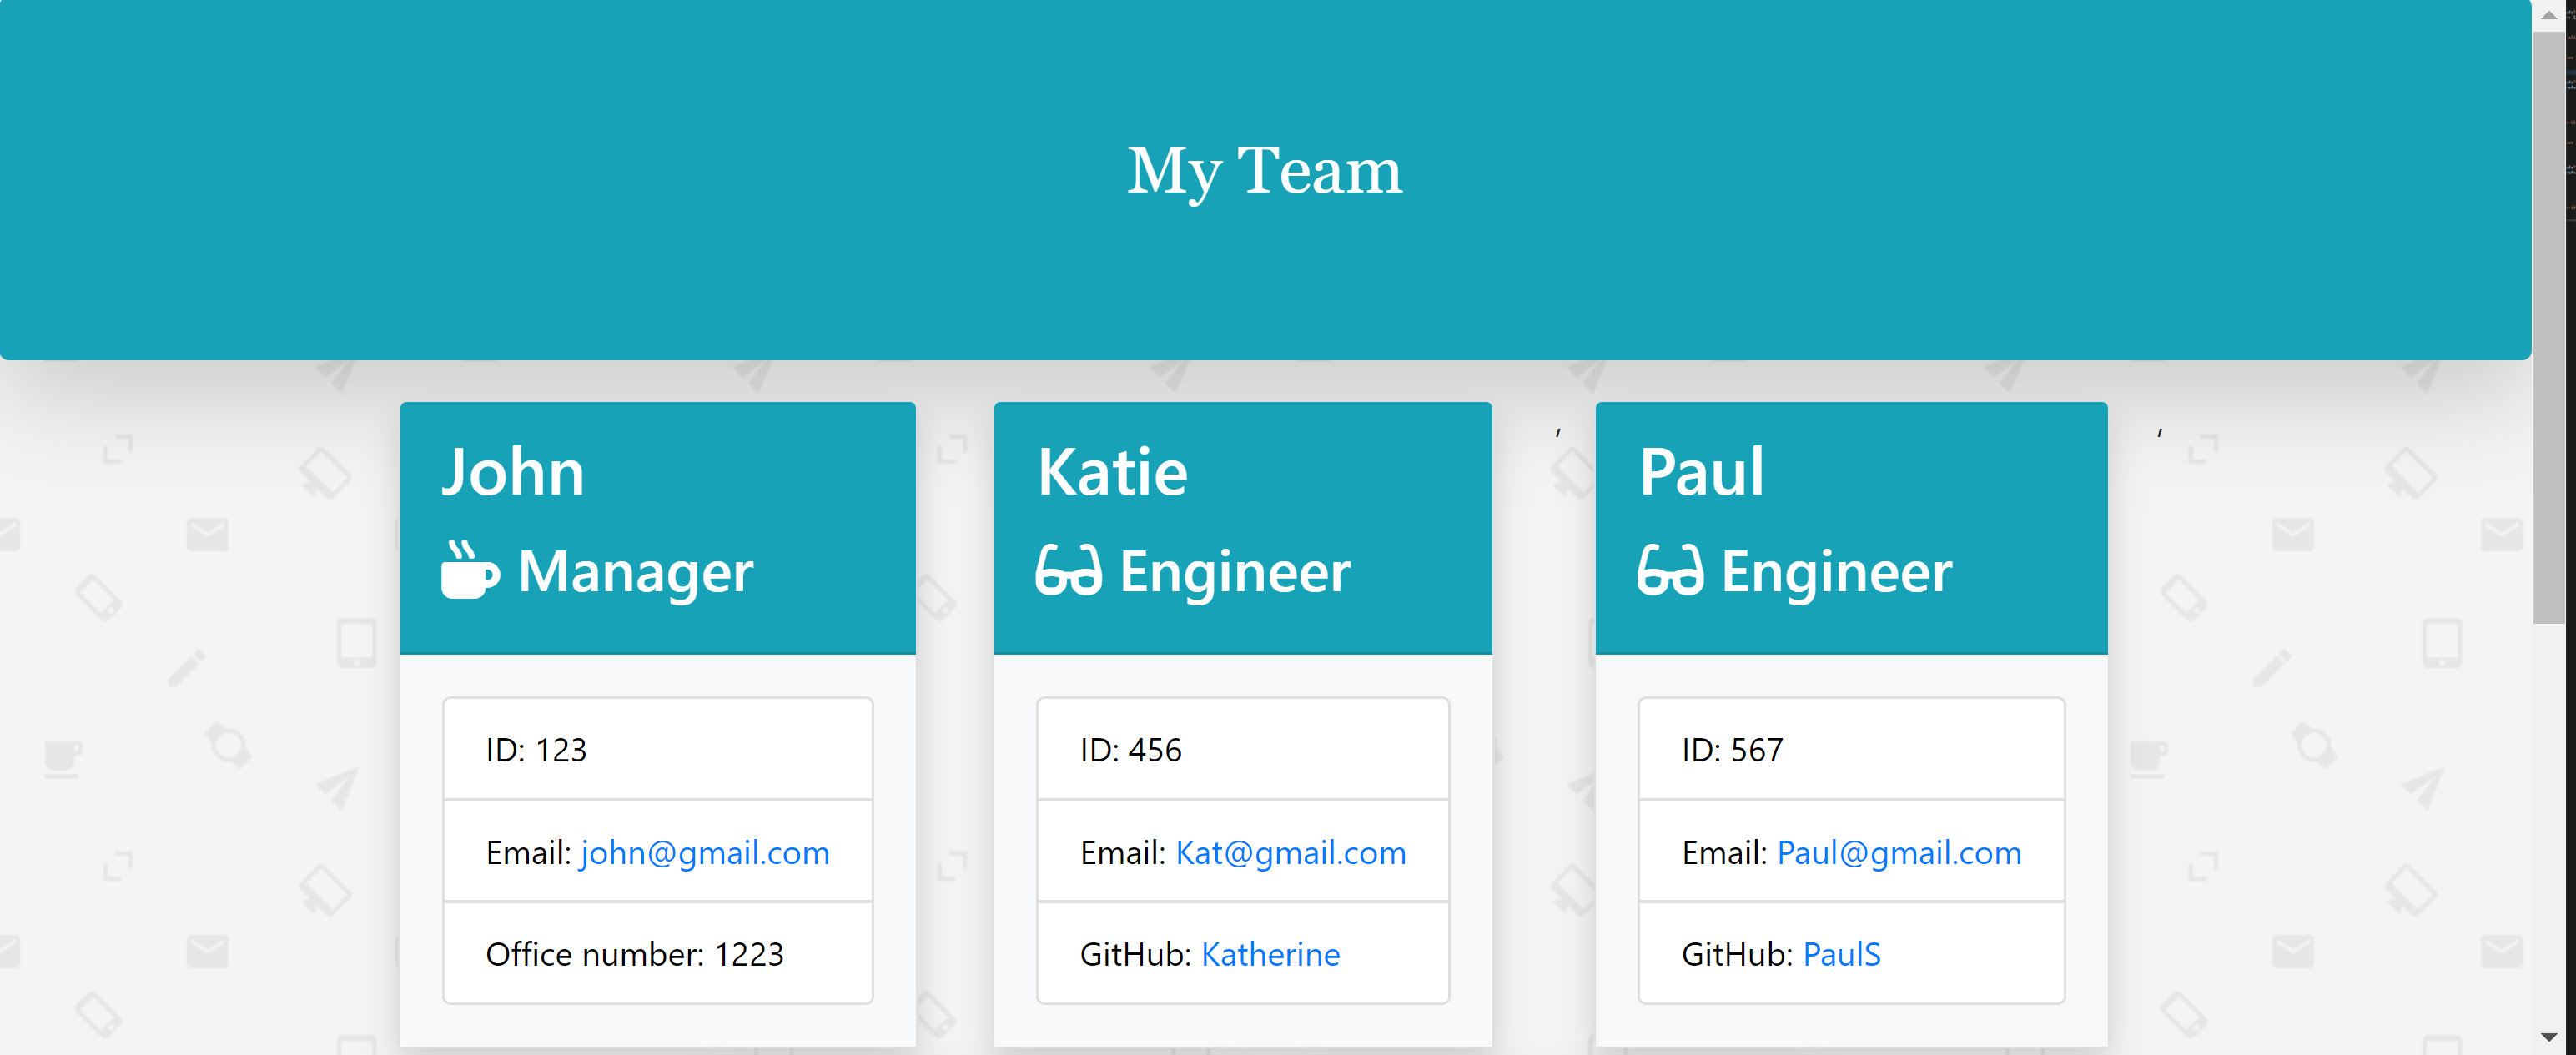 My Team
John
Manager
ID: 123
Email: john@gmail.com
Office number: 1223
Katie
Engineer
ID: 456
Email: Kat@gmail.com
GitHub: Katherine
,
Paul
Engineer
ID: 567
Email: Paul@gmail.com
GitHub: PaulS
,